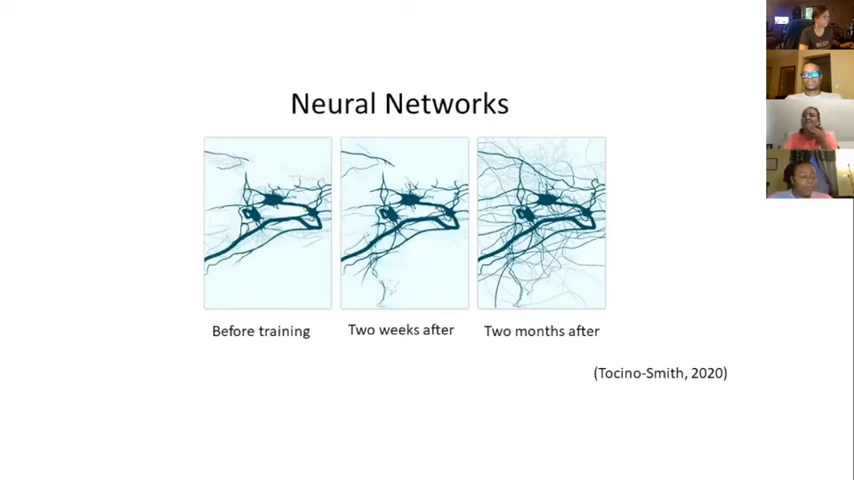 Neural Networks
Before training
Two weeks after
Two months after
(Tocino-Smith, 2020)